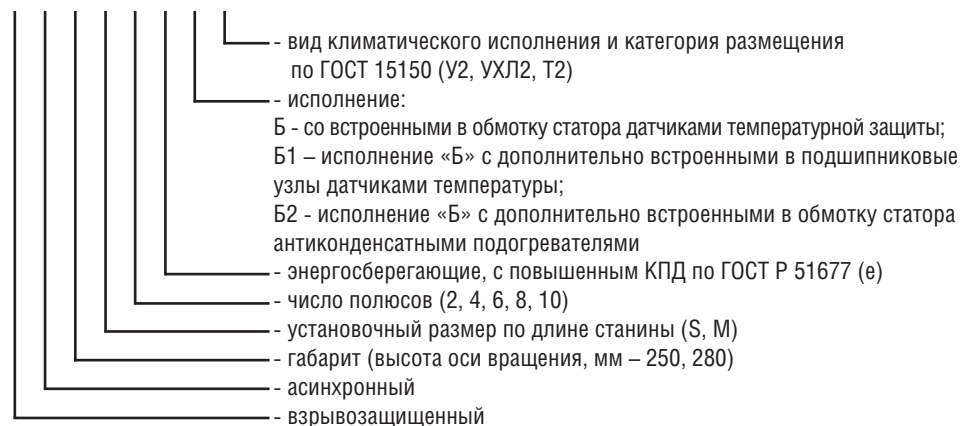 - вид климатического исполнения и категория размещения
по ГОСТ 15150 (У2, УХЛ2, Т2)
- исполнение:
Б - со встроенными в обмотку статора датчиками температурной защиты;
Б1 – исполнение «Б» с дополнительно встроенными в подшипниковые
узлы датчиками температуры;
Б2 - исполнение «Б» с дополнительно встроенными в обмотку статора
антиконденсатными подогревателями
- энергосберегающие, с повышенным КПД по ГОСТ Р 51677 (е)
- число полюсов (2, 4, 6, 8, 10)
- установочный размер по длине станины (S, M)
- габарит (высота оси вращения, мм – 250, 280)
- асинхронный
- взрывозащищенный